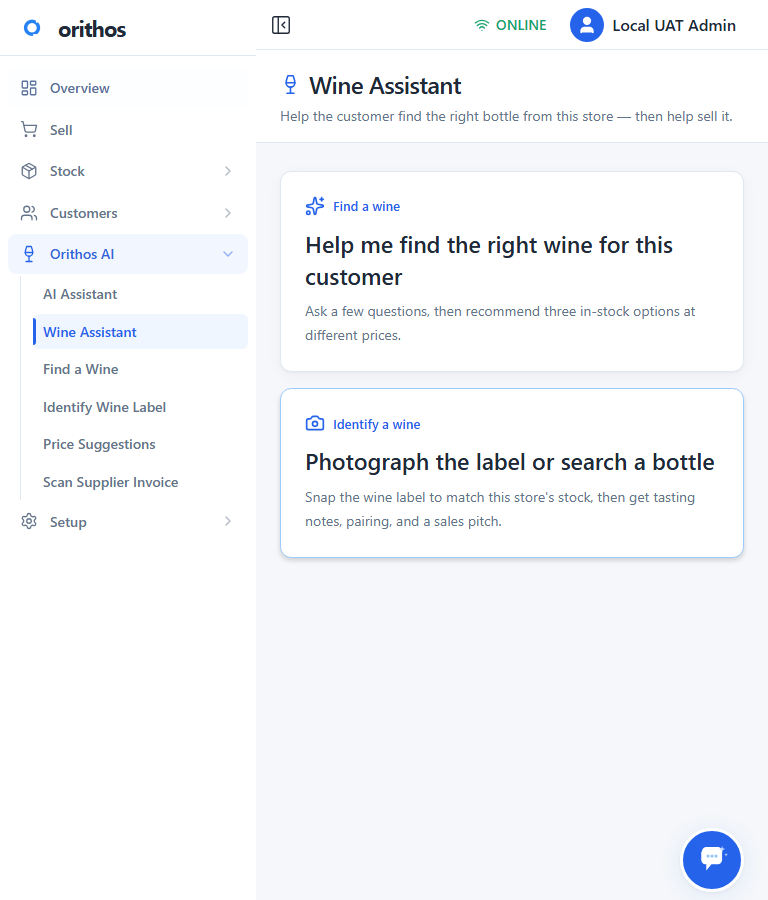 orithos
ONLINE
Local UAT Admin
Overview
Sell
Stock
Customers
Orithos AI
AI Assistant
Wine Assistant
Find a Wine
Identify Wine Label
Price Suggestions
Scan Supplier Invoice
Setup
Wine Assistant
Help the customer find the right bottle from this store — then help sell it.
Find a wine
Help me find the right wine for this
customer
Ask a few questions, then recommend three in-stock options at
different prices.
Identify a wine
Photograph the label or search a bottle
Snap the wine label to match this store's stock, then get tasting
notes, pairing, and a sales pitch.